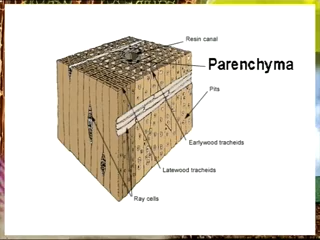 Resin canal
Parenchyma
Pits
Earlywood tracheids
Latewood tracheids
Ray cells